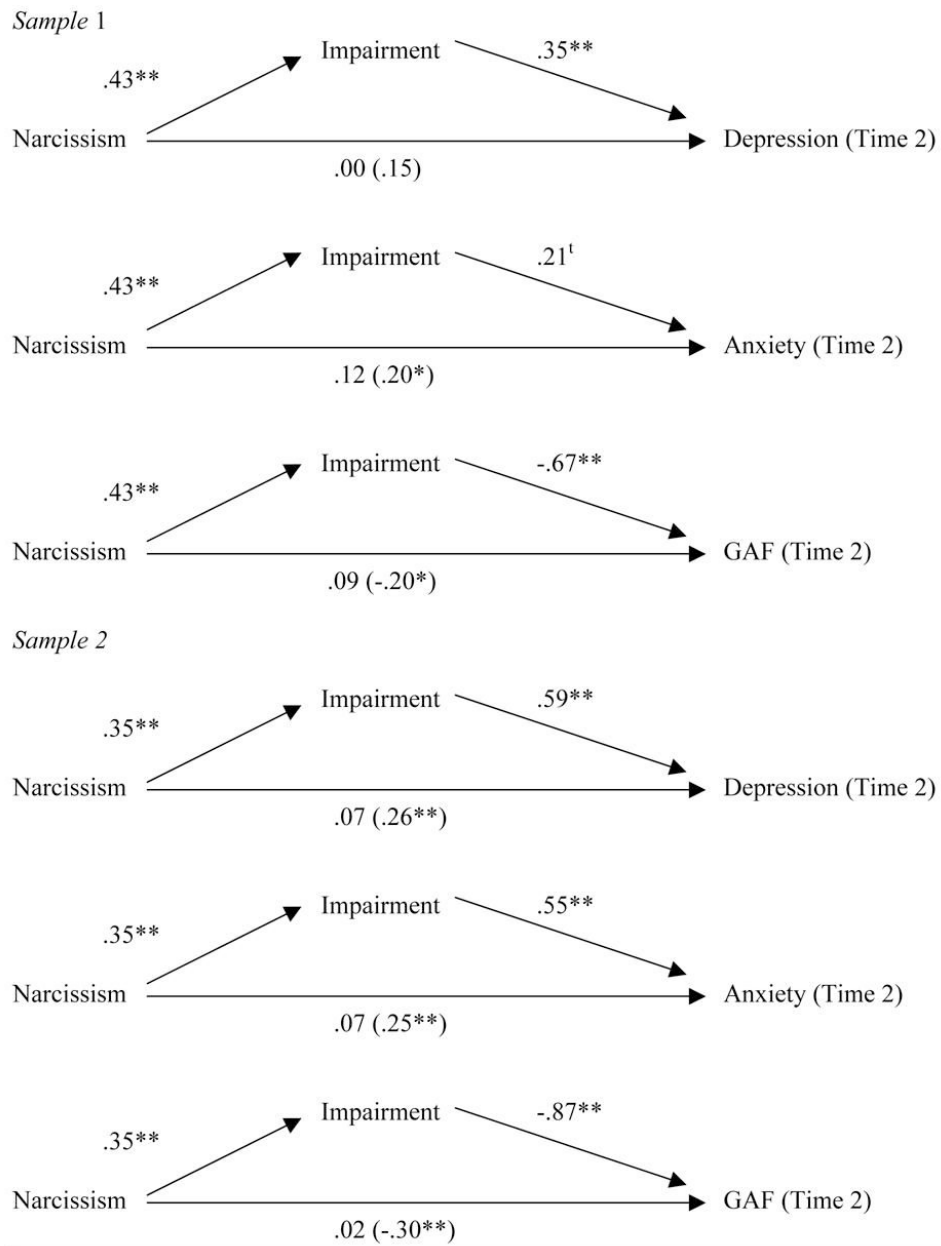 Sample 1
Impairment .35**
.43**
Narcissism Depression (Time 2)
.00 (.15)
Impairment .21t
.43**
Narcissism Anxiety (Time 2)
.12 (.20*)
Impairment -.67**
.43**
Narcissism GAF (Time 2)
.09 (-.20*)
Sample 2
Impairment .59**
.35**
Narcissism Depression (Time 2)
.07 (.26**)
Impairment .55**
.35**
Narcissism Anxiety (Time 2)
.07 (.25**)
Impairment -.87**
.35**
Narcissism GAF (Time 2)
.02 (-.30**)